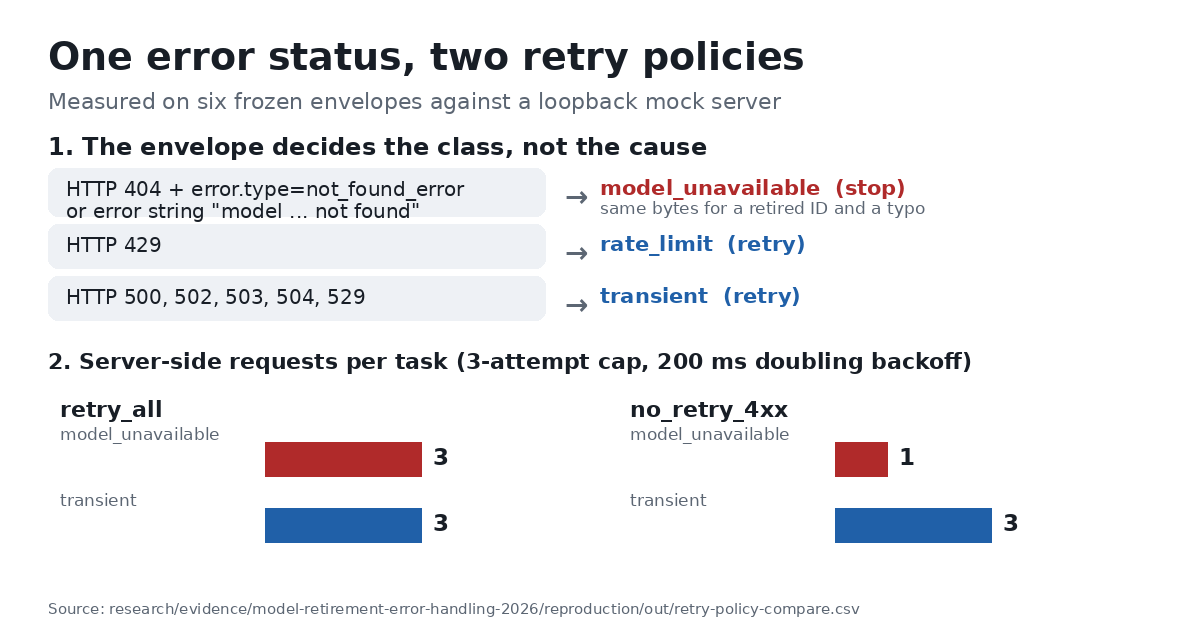 One error status, two retry policies
Measured on six frozen envelopes against a loopback mock server
1. The envelope decides the class, not the cause
HTTP 404 + error.type=not_found_error
or error string "model ... not found"
→ model_unavailable (stop)
same bytes for a retired ID and a typo
HTTP 429 → rate_limit (retry)
HTTP 500, 502, 503, 504, 529 → transient (retry)
2. Server-side requests per task (3-attempt cap, 200 ms doubling backoff)
retry_all
model_unavailable
3
transient
3
no_retry_4xx
model_unavailable
1
transient
3
Source: research/evidence/model-retirement-error-handling-2026/reproduction/out/retry-policy-compare.csv